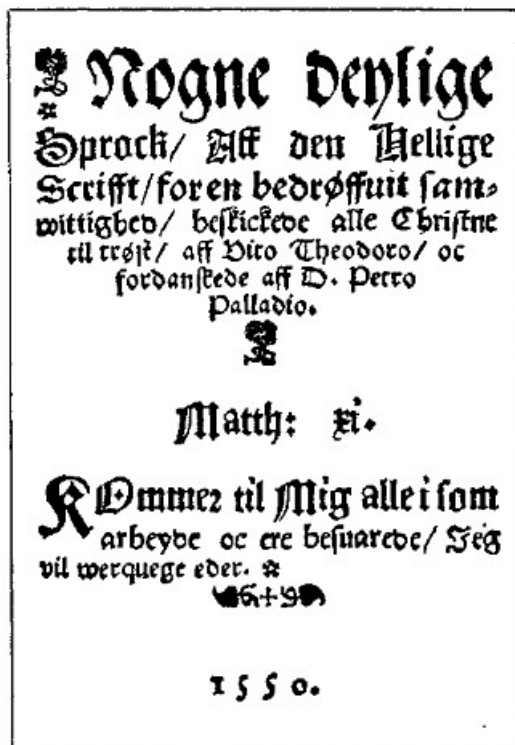 Nogne deylige
Sprock/ Aff den Hellige
Scrifft/ for en bedrøffuit sam⸗
wittighed/ beskickede alle Christne
til trøst/ aff Vito Theodoro/ oc
fordanskede aff D. Petro
Palladio.
Matth: xi.
KOmmer til Mig alle i som
arbeyde oc ere besuarede/ Jeg
vil werquege eder.
1550.